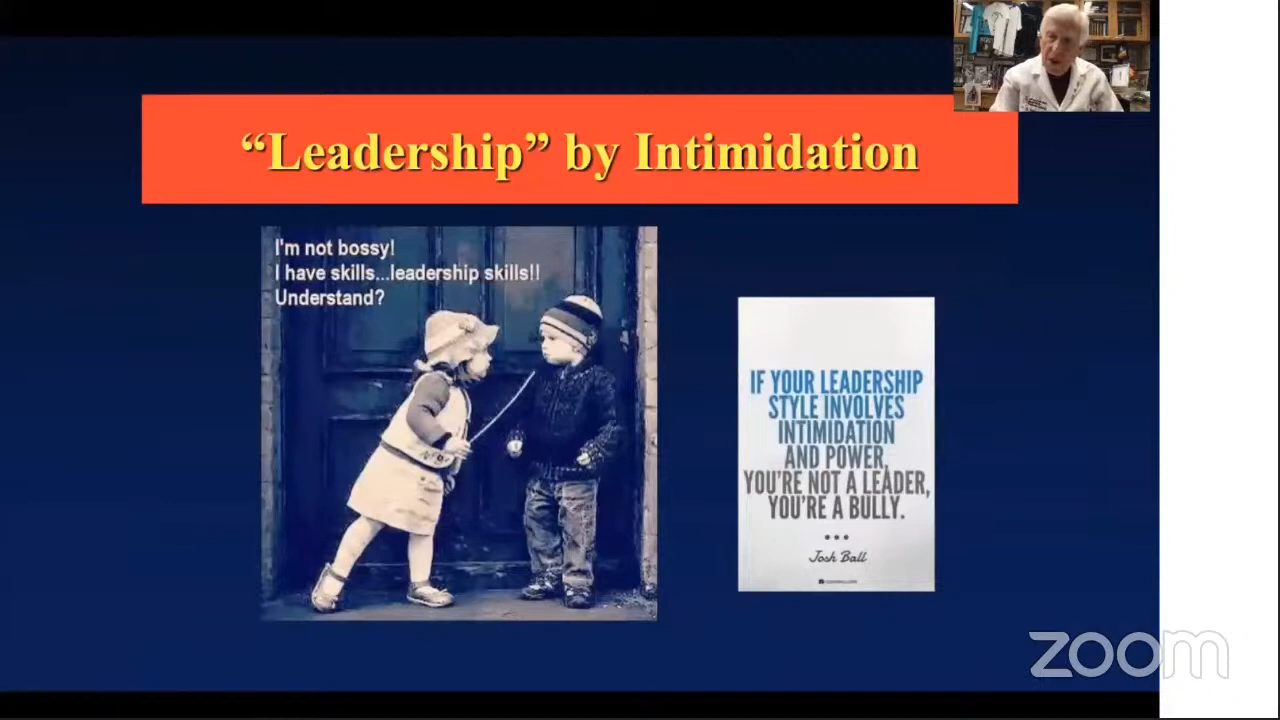 “Leadership” by Intimidation
I'm not bossy!
I have skills...leadership skills!!
Understand?
IF YOUR LEADERSHIP
STYLE INVOLVES
INTIMIDATION
AND POWER,
YOU'RE NOT A LEADER,
YOU'RE A BULLY.
Josh Ball
zoom